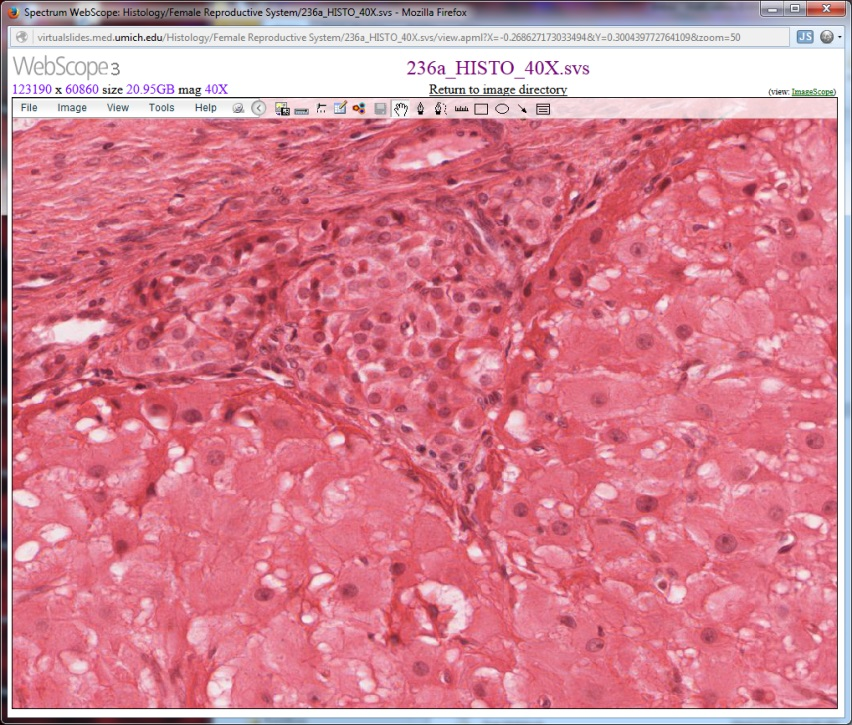 Spectrum WebScope: Histology/Female Reproductive System/236a_HISTO_40X.svs - Mozilla Firefox
virtualslides.med.umich.edu/Histology/Female Reproductive System/236a_HISTO_40X.svs/view.apml?X=-0.268627173033494&Y=0.300439772764109&zoom=50
JS
WebScope 3
236a_HISTO_40X.svs
123190 x 60860 size 20.95GB mag 40X
Return to image directory
(view: ImageScope)
File Image View Tools Help